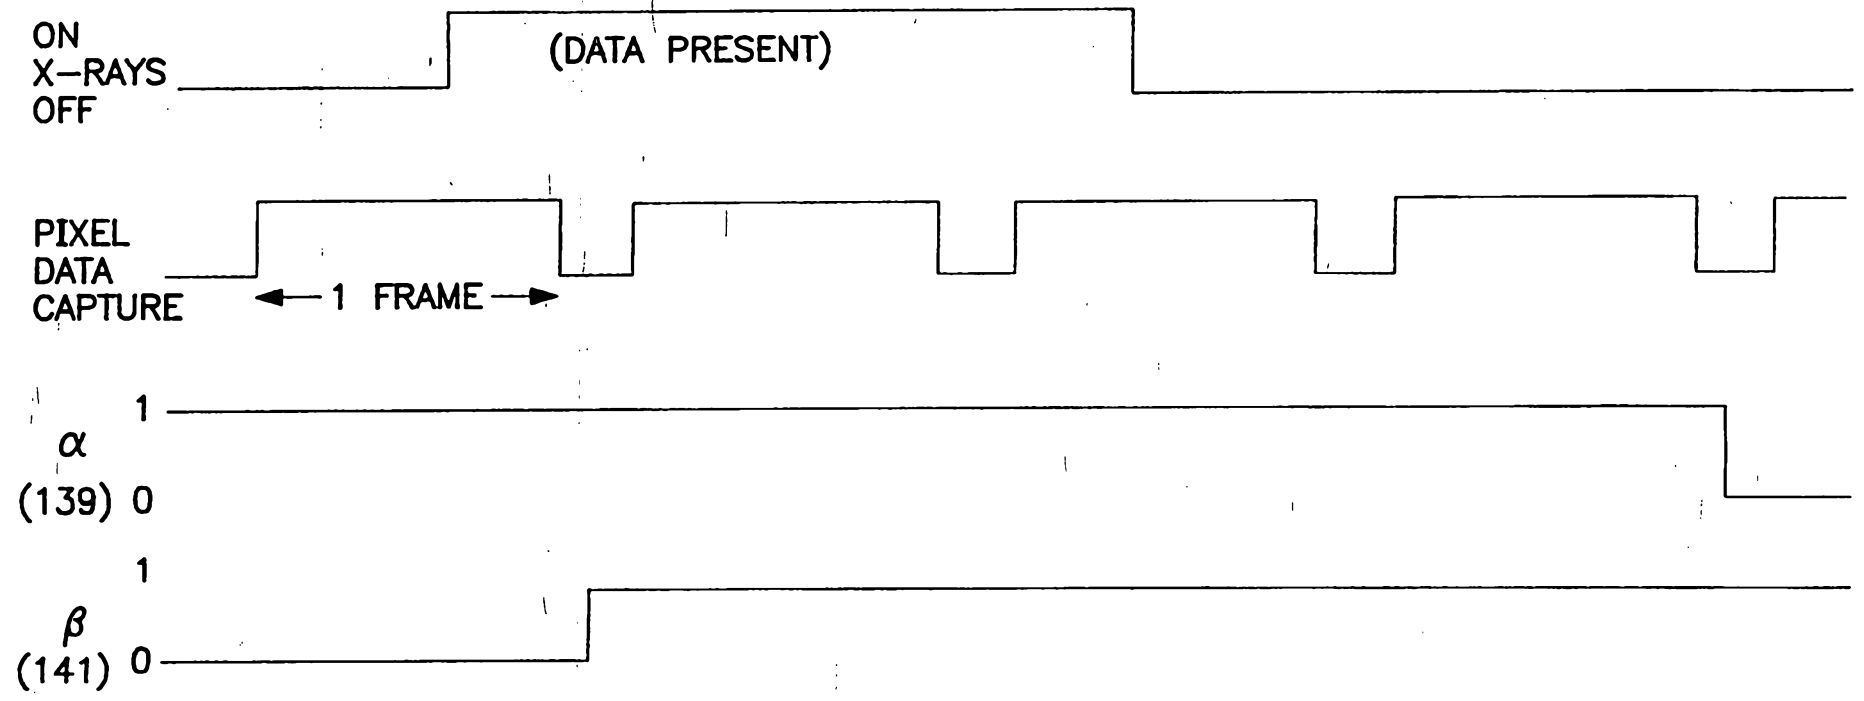 ON
X-RAYS
OFF
(DATA PRESENT)
PIXEL
DATA
CAPTURE
1 FRAME
1
α
(139) 0
1
β
(141) 0